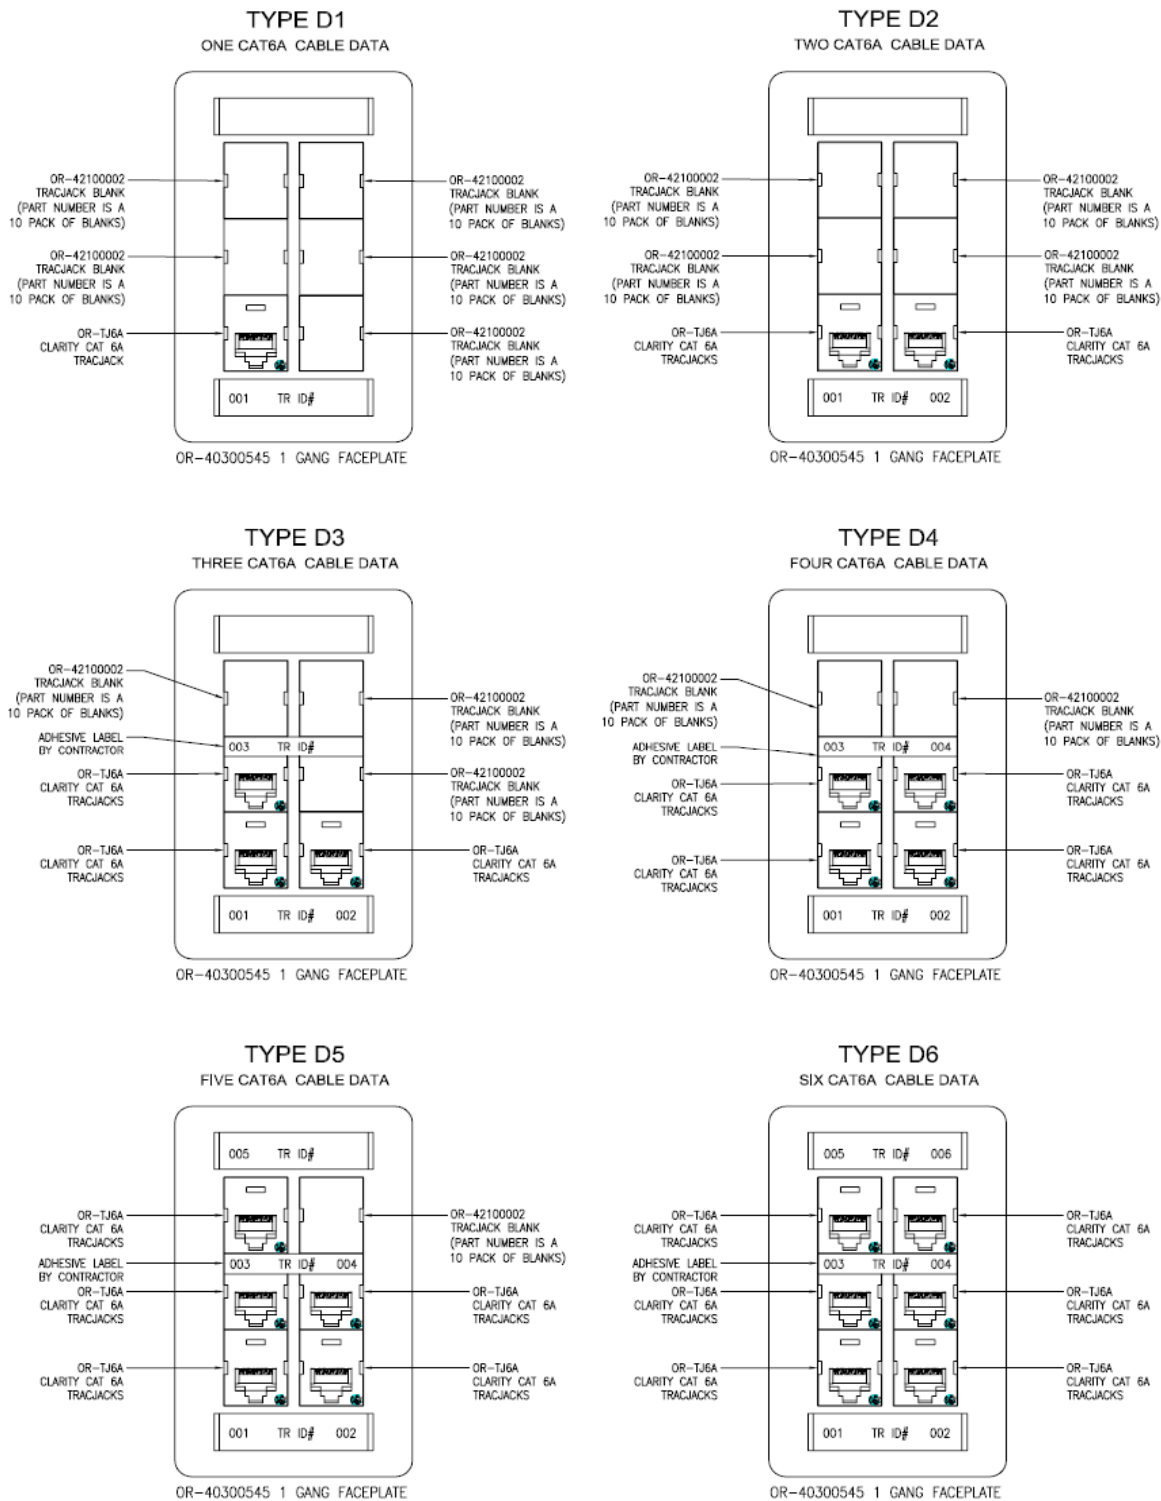 TYPE D1
ONE CAT6A CABLE DATA
OR-42100002
TRACJACK BLANK
(PART NUMBER IS A
10 PACK OF BLANKS)
OR-42100002
TRACJACK BLANK
(PART NUMBER IS A
10 PACK OF BLANKS)
OR-TJ6A
CLARITY CAT 6A
TRACJACK
OR-42100002
TRACJACK BLANK
(PART NUMBER IS A
10 PACK OF BLANKS)
OR-42100002
TRACJACK BLANK
(PART NUMBER IS A
10 PACK OF BLANKS)
OR-42100002
TRACJACK BLANK
(PART NUMBER IS A
10 PACK OF BLANKS)
001 TR ID#
OR-40300545 1 GANG FACEPLATE
TYPE D2
TWO CAT6A CABLE DATA
OR-42100002
TRACJACK BLANK
(PART NUMBER IS A
10 PACK OF BLANKS)
OR-42100002
TRACJACK BLANK
(PART NUMBER IS A
10 PACK OF BLANKS)
OR-TJ6A
CLARITY CAT 6A
TRACJACKS
OR-42100002
TRACJACK BLANK
(PART NUMBER IS A
10 PACK OF BLANKS)
OR-42100002
TRACJACK BLANK
(PART NUMBER IS A
10 PACK OF BLANKS)
OR-TJ6A
CLARITY CAT 6A
TRACJACKS
001 TR ID# 002
OR-40300545 1 GANG FACEPLATE
TYPE D3
THREE CAT6A CABLE DATA
OR-42100002
TRACJACK BLANK
(PART NUMBER IS A
10 PACK OF BLANKS)
ADHESIVE LABEL
BY CONTRACTOR
OR-TJ6A
CLARITY CAT 6A
TRACJACKS
OR-TJ6A
CLARITY CAT 6A
TRACJACKS
003 TR ID#
OR-42100002
TRACJACK BLANK
(PART NUMBER IS A
10 PACK OF BLANKS)
OR-42100002
TRACJACK BLANK
(PART NUMBER IS A
10 PACK OF BLANKS)
OR-TJ6A
CLARITY CAT 6A
TRACJACKS
001 TR ID# 002
OR-40300545 1 GANG FACEPLATE
TYPE D4
FOUR CAT6A CABLE DATA
OR-42100002
TRACJACK BLANK
(PART NUMBER IS A
10 PACK OF BLANKS)
ADHESIVE LABEL
BY CONTRACTOR
OR-TJ6A
CLARITY CAT 6A
TRACJACKS
OR-TJ6A
CLARITY CAT 6A
TRACJACKS
003 TR ID# 004
OR-42100002
TRACJACK BLANK
(PART NUMBER IS A
10 PACK OF BLANKS)
OR-TJ6A
CLARITY CAT 6A
TRACJACKS
OR-TJ6A
CLARITY CAT 6A
TRACJACKS
001 TR ID# 002
OR-40300545 1 GANG FACEPLATE
TYPE D5
FIVE CAT6A CABLE DATA
005 TR ID#
OR-TJ6A
CLARITY CAT 6A
TRACJACKS
ADHESIVE LABEL
BY CONTRACTOR
OR-TJ6A
CLARITY CAT 6A
TRACJACKS
OR-TJ6A
CLARITY CAT 6A
TRACJACKS
003 TR ID# 004
OR-42100002
TRACJACK BLANK
(PART NUMBER IS A
10 PACK OF BLANKS)
OR-TJ6A
CLARITY CAT 6A
TRACJACKS
OR-TJ6A
CLARITY CAT 6A
TRACJACKS
001 TR ID# 002
OR-40300545 1 GANG FACEPLATE
TYPE D6
SIX CAT6A CABLE DATA
005 TR ID# 006
OR-TJ6A
CLARITY CAT 6A
TRACJACKS
ADHESIVE LABEL
BY CONTRACTOR
OR-TJ6A
CLARITY CAT 6A
TRACJACKS
OR-TJ6A
CLARITY CAT 6A
TRACJACKS
003 TR ID# 004
OR-TJ6A
CLARITY CAT 6A
TRACJACKS
OR-TJ6A
CLARITY CAT 6A
TRACJACKS
OR-TJ6A
CLARITY CAT 6A
TRACJACKS
001 TR ID# 002
OR-40300545 1 GANG FACEPLATE